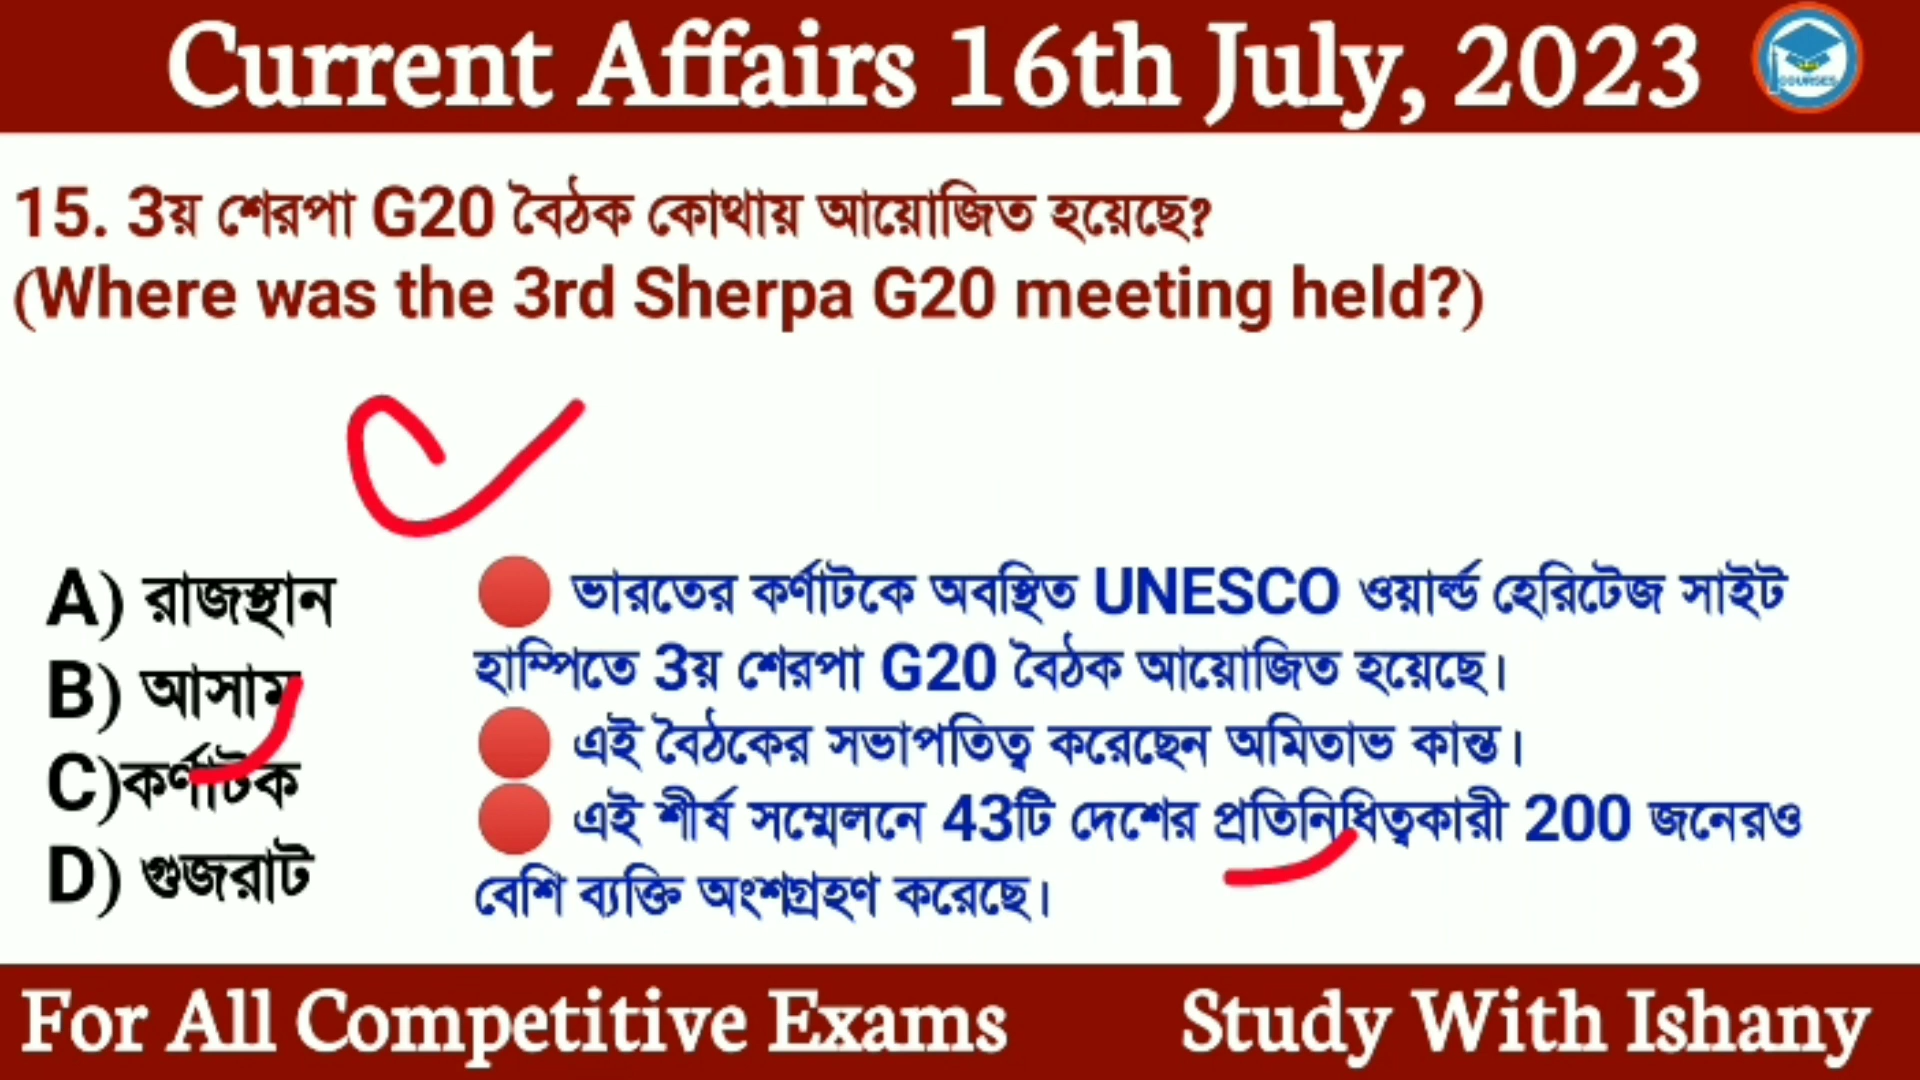 Current Affairs 16th July, 2023
COURSES
15. 3য় শেরপা G20 বৈঠক কোথায় আয়োজিত হয়েছে?
(Where was the 3rd Sherpa G20 meeting held?)
A) রাজস্থান
B) আসাম
C)কর্ণাটক
D) গুজরাট
ভারতের কর্ণাটকে অবস্থিত UNESCO ওয়ার্ল্ড হেরিটেজ সাইট
হাম্পিতে 3য় শেরপা G20 বৈঠক আয়োজিত হয়েছে।
এই বৈঠকের সভাপতিত্ব করেছেন অমিতাভ কান্ত।
এই শীর্ষ সম্মেলনে 43টি দেশের প্রতিনিধিত্বকারী 200 জনেরও
বেশি ব্যক্তি অংশগ্রহণ করেছে।
For All Competitive Exams
Study With Ishany